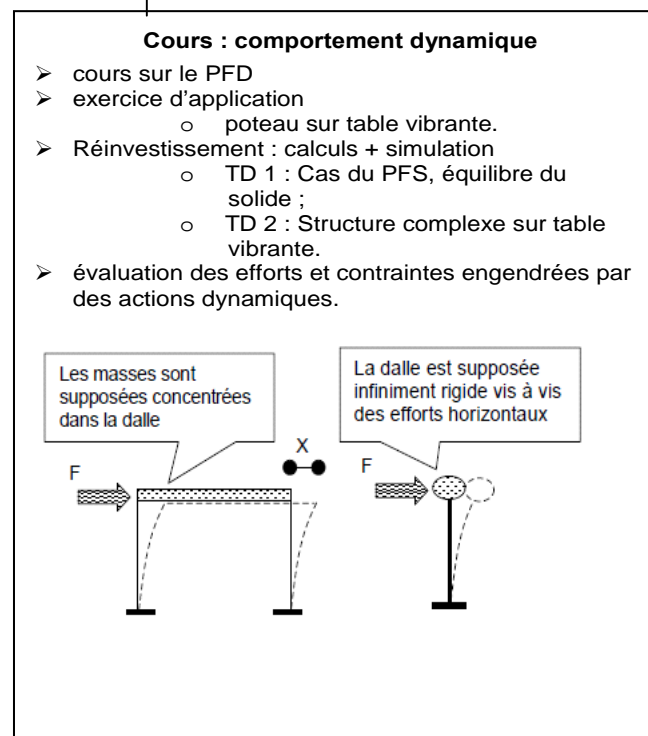 Cours : comportement dynamique
➢ cours sur le PFD
➢ exercice d'application
o poteau sur table vibrante.
➢ Réinvestissement : calculs + simulation
o TD 1 : Cas du PFS, équilibre du
solide ;
o TD 2 : Structure complexe sur table
vibrante.
➢ évaluation des efforts et contraintes engendrées par
des actions dynamiques.
Les masses sont
supposées concentrées
dans la dalle
La dalle est supposée
infiniment rigide vis à vis
des efforts horizontaux
F
X
F